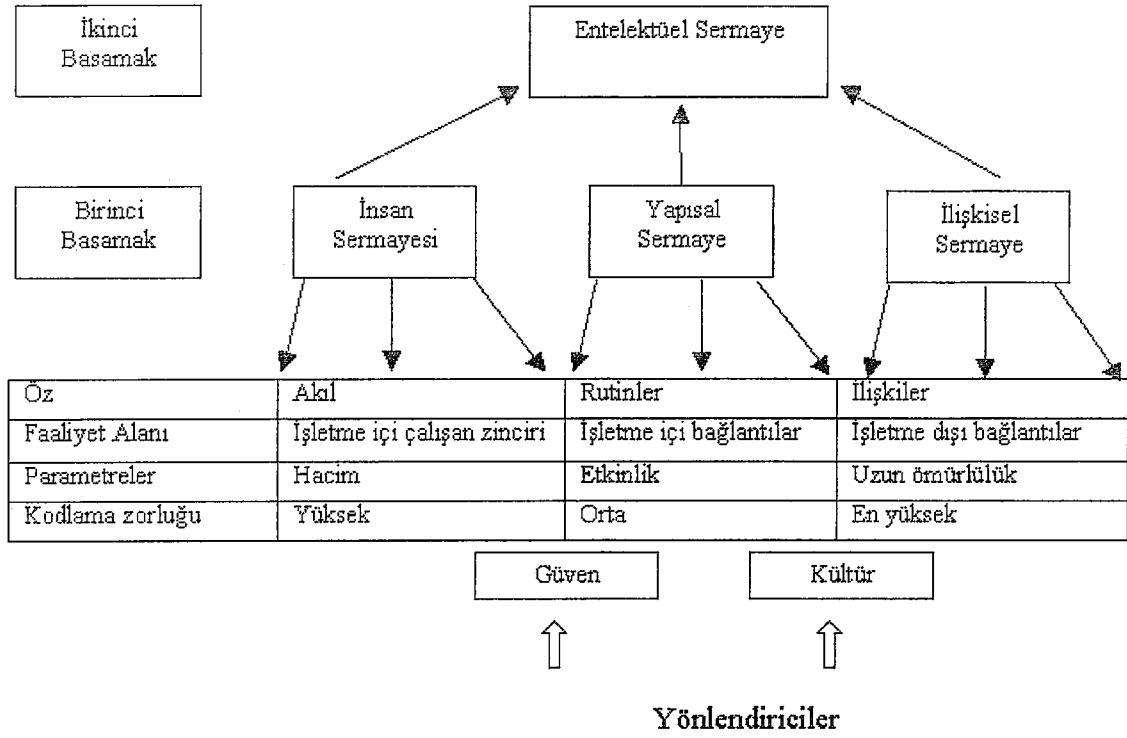 İkinci
Basamak
Entelektüel Sermaye
Birinci
Basamak
İnsan
Sermayesi
Yapısal
Sermaye
İlişkisel
Sermaye
Öz Akıl Rutinler İlişkiler
Faaliyet Alanı İşletme içi çalışan zinciri İşletme içi bağlantılar İşletme dışı bağlantılar
Parametreler Hacim Etkinlik Uzun ömürlülük
Kodlama zorluğu Yüksek Orta En yüksek
Güven Kültür
Yönlendiriciler